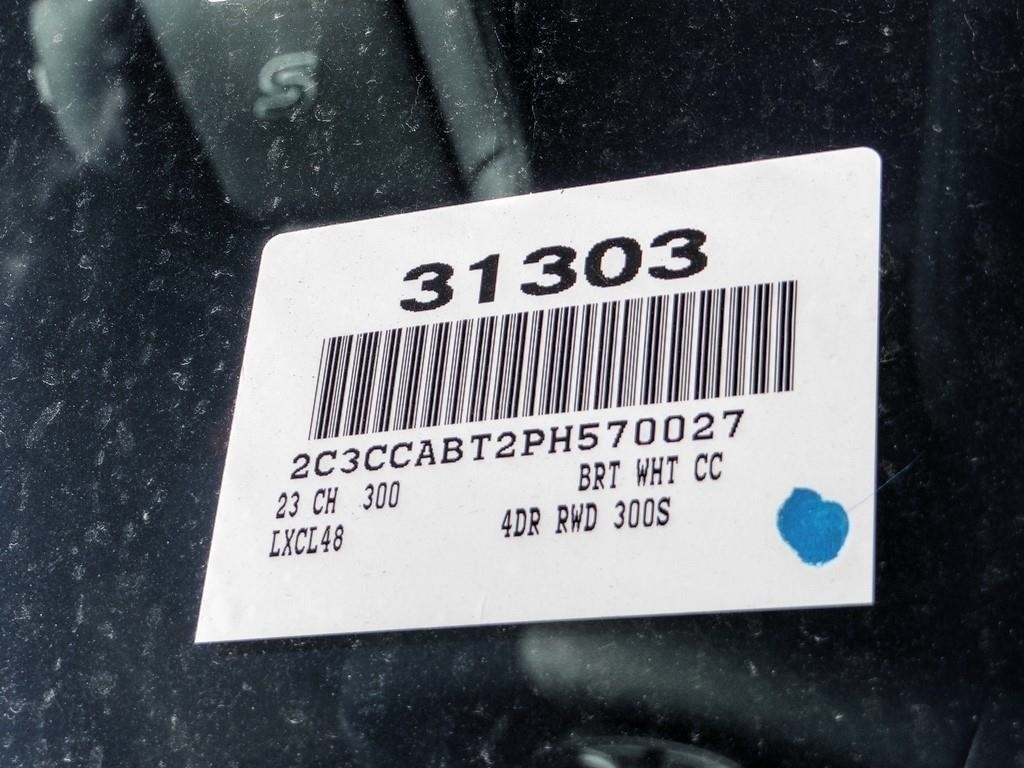 S
31303
2C3CCABT2PH570027
23 CH 300 BRT WHT CC
LXCL48 4DR RWD 300S